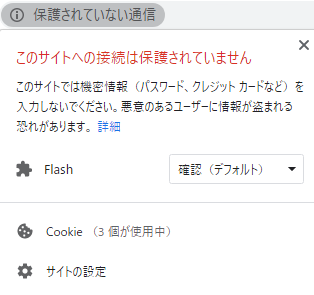 保護されていない通信
このサイトへの接続は保護されていません
このサイトでは機密情報（パスワード、クレジット カードなど）を
入力しないでください。悪意のあるユーザーに情報が盗まれる
恐れがあります。 詳細
Flash 確認（デフォルト）
Cookie （3 個が使用中）
サイトの設定